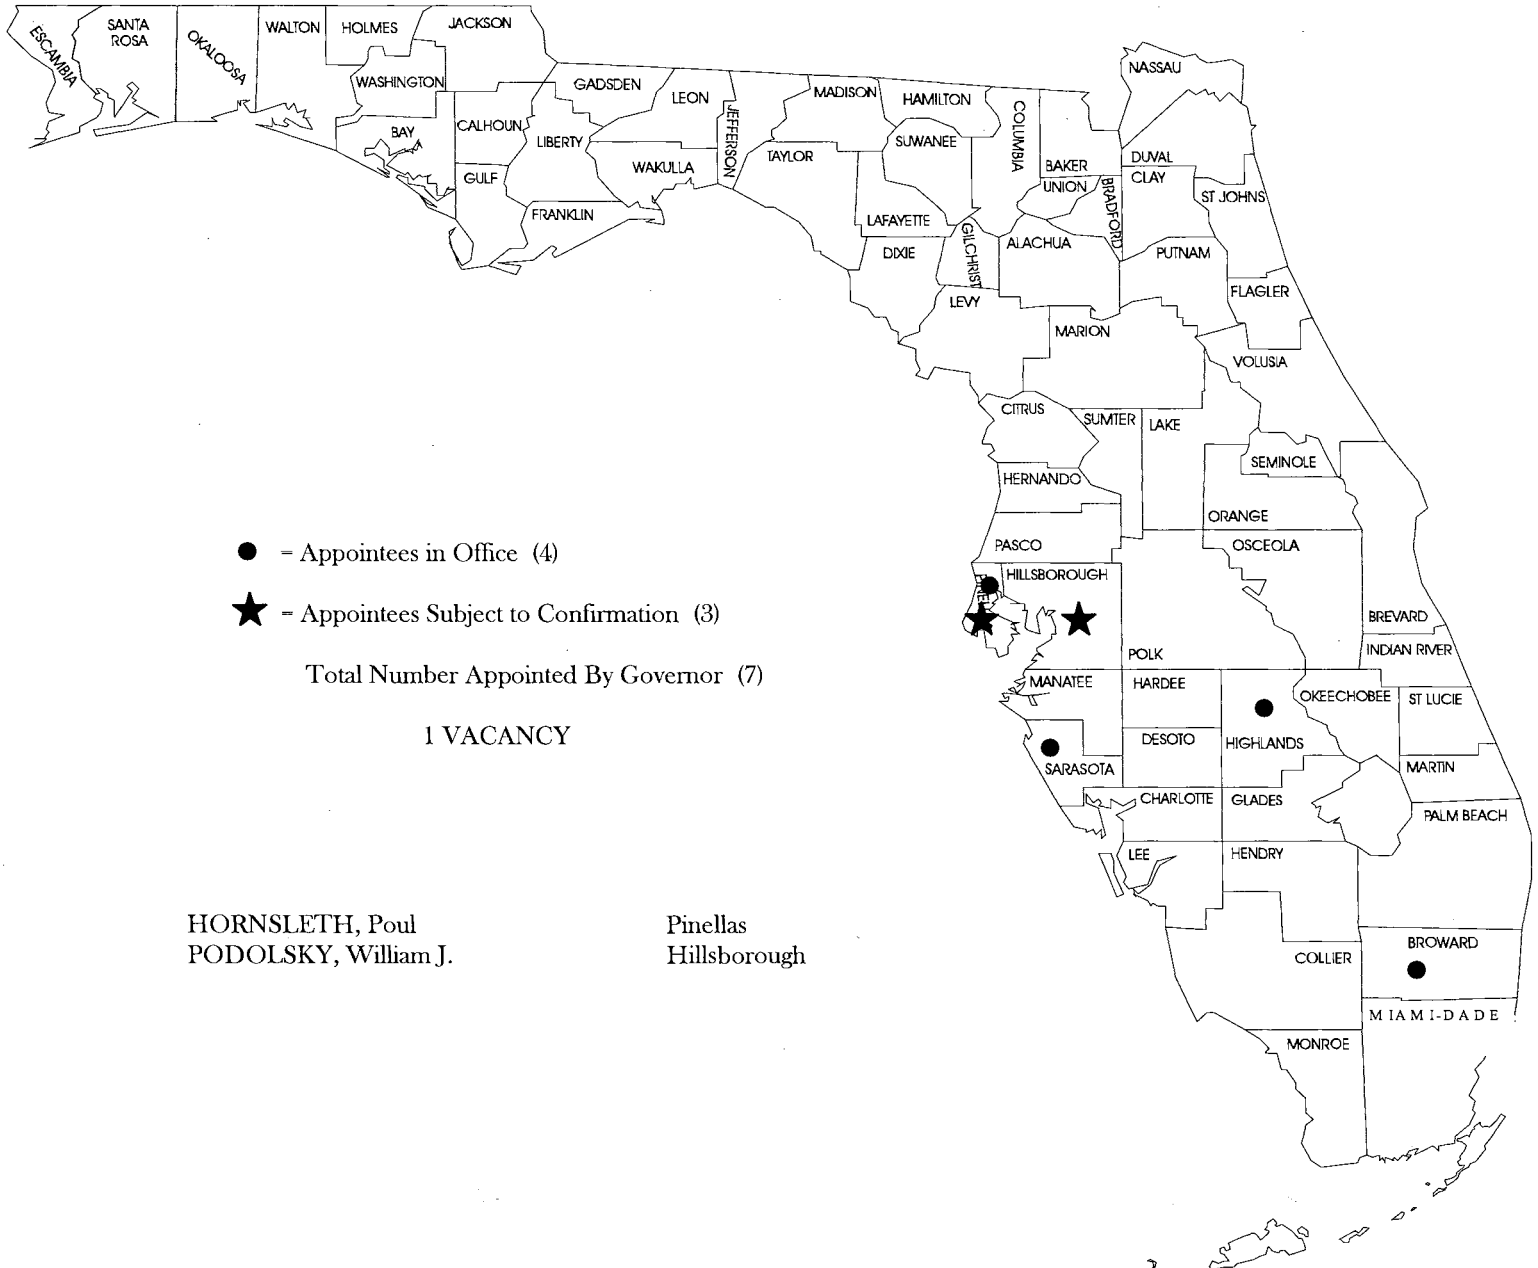 ESCAMBIA
SANTA
ROSA
OKALOOSA
WALTON
HOLMES
JACKSON
WASHINGTON
BAY
CALHOUN
GULF
LIBERTY
GADSDEN
FRANKLIN
LEON
WAKULLA
JEFFERSON
MADISON
TAYLOR
HAMILTON
SUWANEE
LAFAYETTE
DIXIE
COLUMBIA
GILCHRIST
BAKER
UNION
BRADFORD
ALACHUA
LEVY
NASSAU
DUVAL
CLAY
ST JOHNS
PUTNAM
FLAGLER
MARION
VOLUSIA
CITRUS
SUMTER
LAKE
SEMINOLE
HERNANDO
ORANGE
PASCO
OSCEOLA
HILLSBOROUGH
BREVARD
INDIAN RIVER
POLK
MANATEE
HARDEE
OKEECHOBEE
ST LUCIE
DESOTO
HIGHLANDS
SARASOTA
MARTIN
CHARLOTTE
GLADES
PALM BEACH
LEE
HENDRY
BROWARD
COLLIER
MIAMI-DADE
MONROE
= Appointees in Office (4)
= Appointees Subject to Confirmation (3)
Total Number Appointed By Governor (7)
1 VACANCY
HORNSLETH, Poul Pinellas
PODOLSKY, William J. Hillsborough